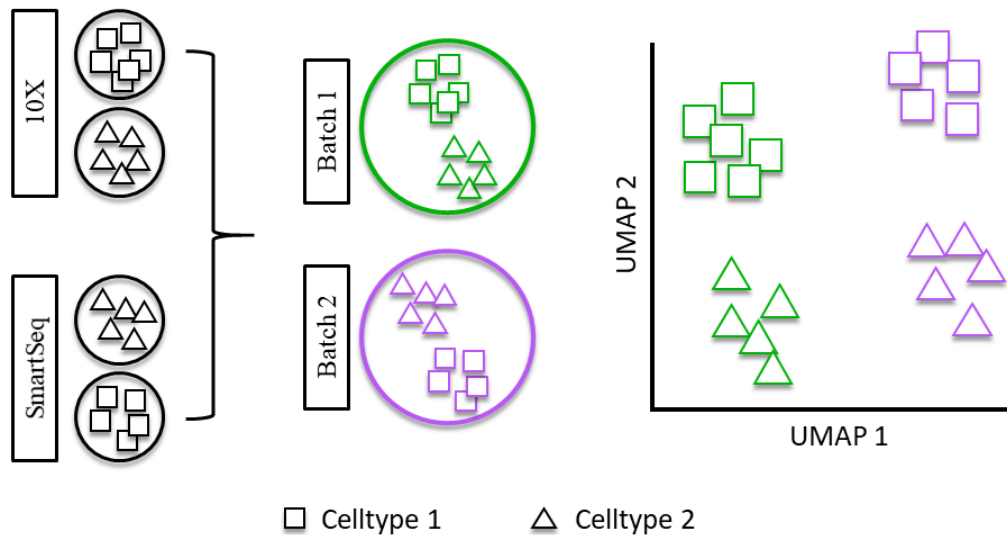 10X
SmartSeq
Batch 1
Batch 2
UMAP 2
UMAP 1
Celltype 1
Celltype 2